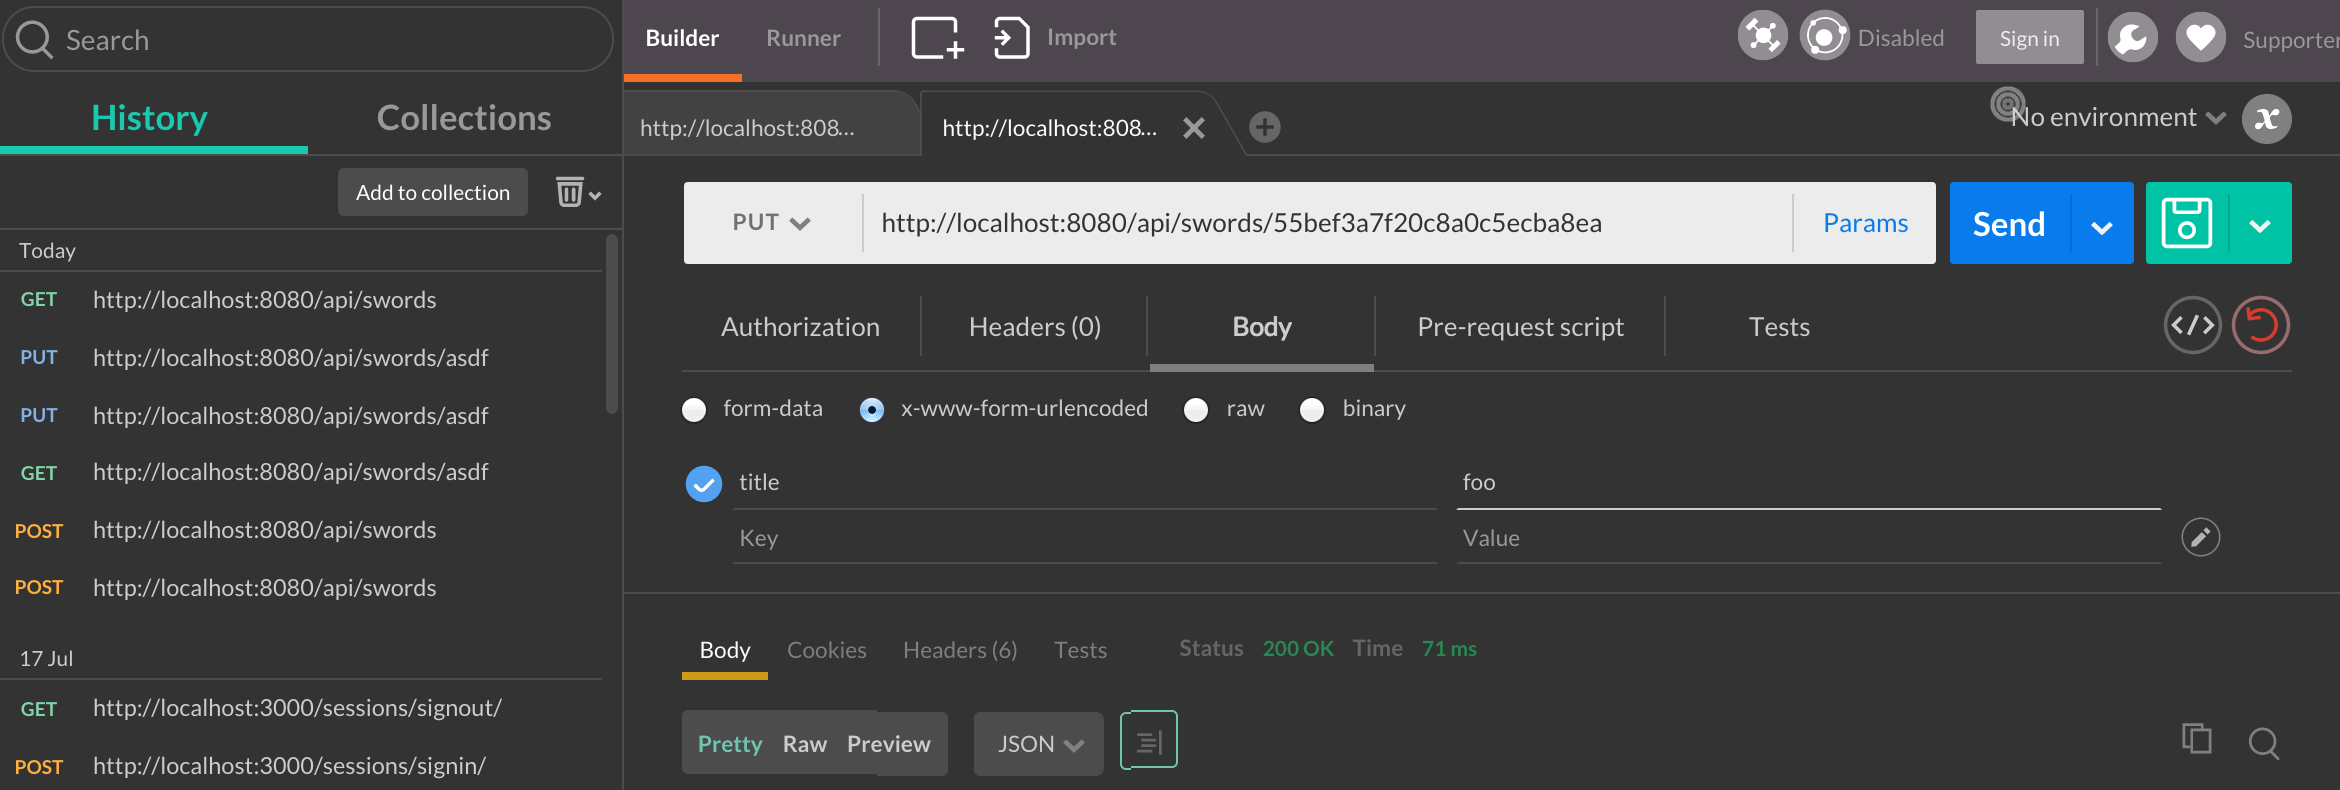 Search
History Collections
Add to collection
Today
GET http://localhost:8080/api/swords
PUT http://localhost:8080/api/swords/asdf
PUT http://localhost:8080/api/swords/asdf
GET http://localhost:8080/api/swords/asdf
POST http://localhost:8080/api/swords
POST http://localhost:8080/api/swords
17 Jul
GET http://localhost:3000/sessions/signout/
POST http://localhost:3000/sessions/signin/
Builder Runner Import Disabled Sign in Supporter
http://localhost:808... http://localhost:808... No environment x
PUT http://localhost:8080/api/swords/55bef3a7f20c8a0c5ecba8ea Params Send
Authorization Headers (0) Body Pre-request script Tests
form-data x-www-form-urlencoded raw binary
title foo
Key Value
Body Cookies Headers (6) Tests Status 200 OK Time 71 ms
Pretty Raw Preview JSON